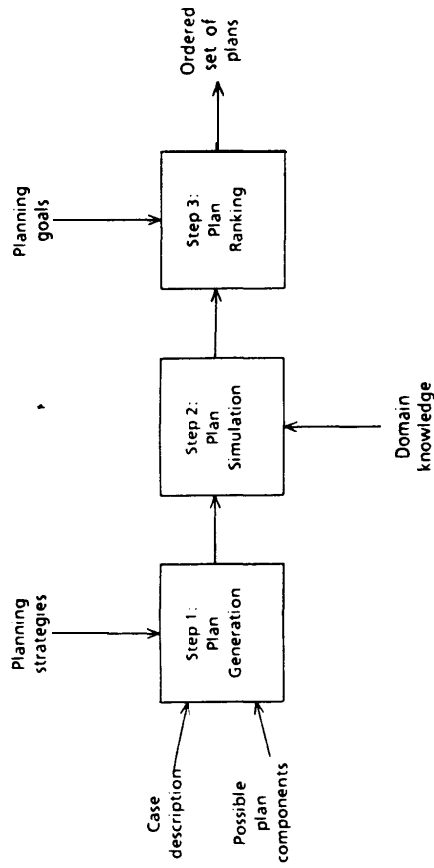 Planning
strategies
Case
description
Possible
plan
components
Step 1:
Plan
Generation
Step 2:
Plan
Simulation
Domain
knowledge
Planning
goals
Step 3:
Plan
Ranking
Ordered
set of
plans